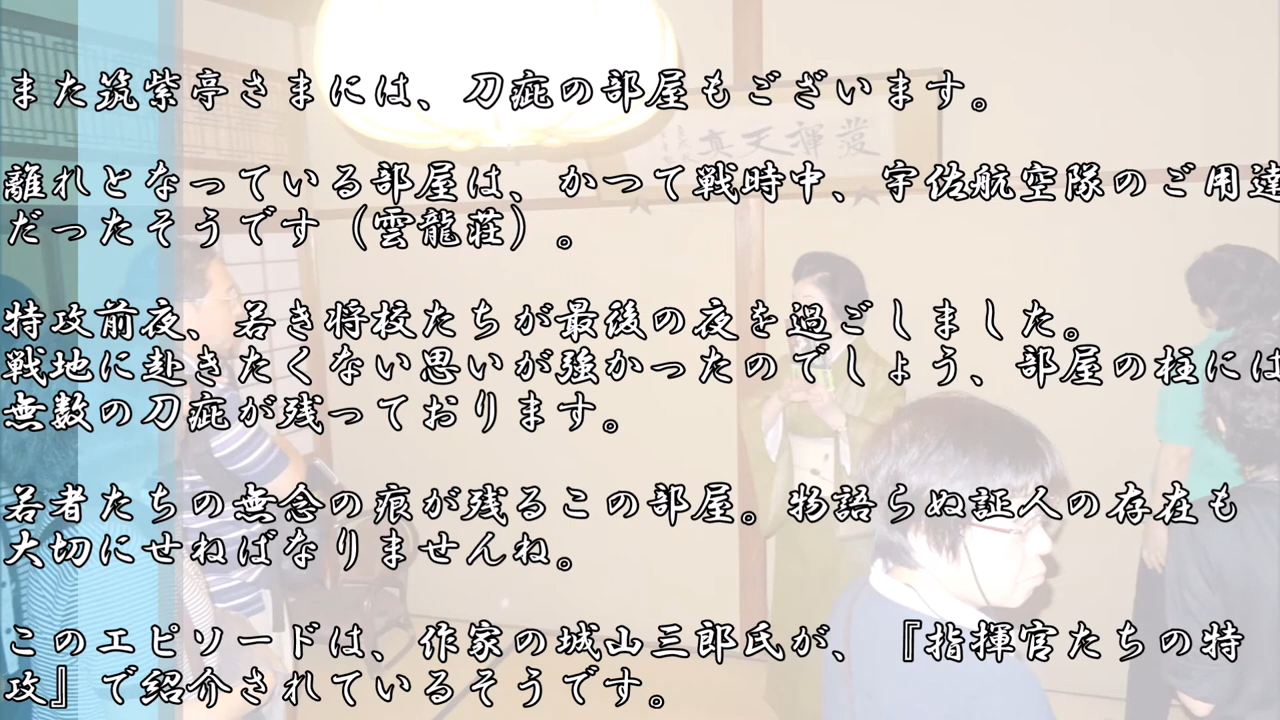 また筑紫亭さまには、刀疵の部屋もございます。
離れとなっている部屋は、かつて戦時中、宇佐航空隊のご用達
だったそうです（雲龍荘）。
特攻前夜、若き将校たちが最後の夜を過ごしました。
戦地に赴きたくない思いが強かったのでしょう、部屋の柱には
無数の刀疵が残っております。
若者たちの無念の痕が残るこの部屋。物語らぬ証人の存在も
大切にせねばなりませんね。
このエピソードは、作家の城山三郎氏が、『指揮官たちの特
攻』で紹介されているそうです。